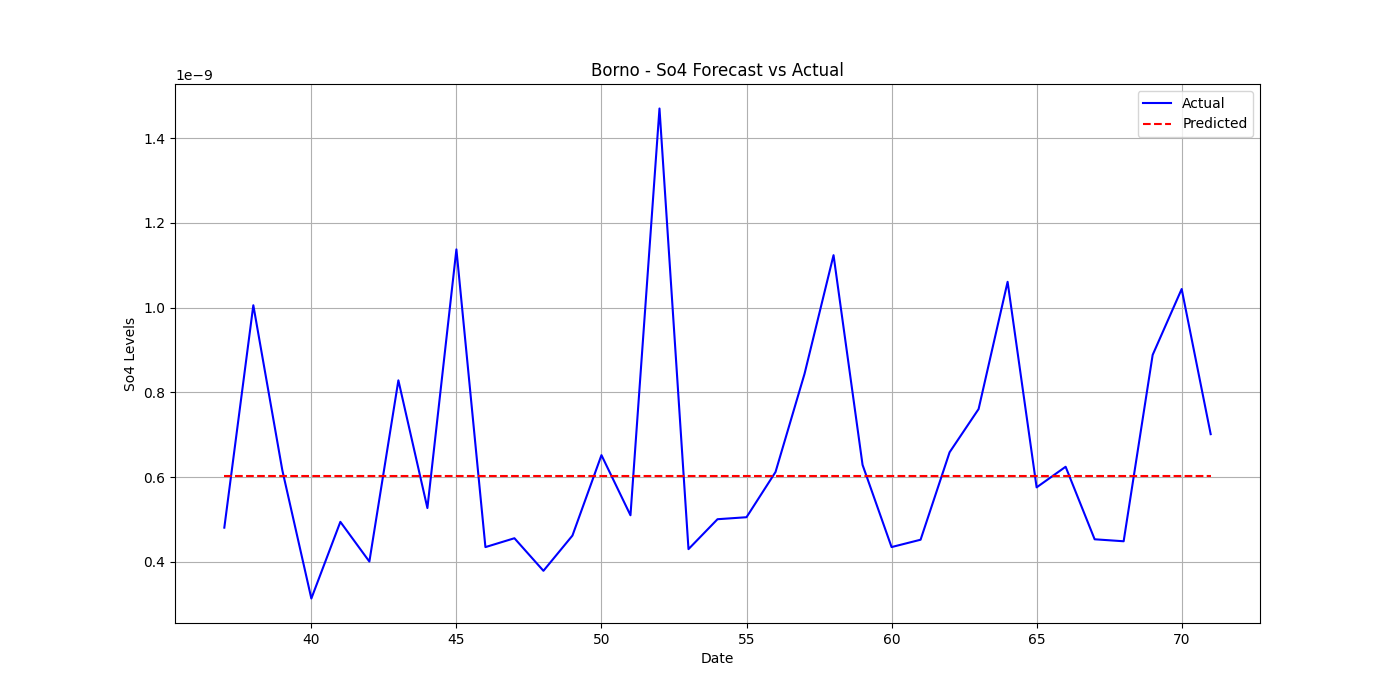 Borno - So4 Forecast vs Actual
1e−9
Actual
Predicted
1.4
1.2
1.0
0.8
0.6
0.4
So4 Levels
40 45 50 55 60 65 70
Date